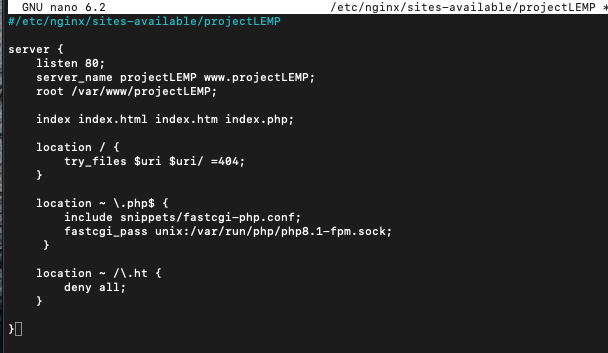 GNU nano 6.2 /etc/nginx/sites-available/projectLEMP *
#/etc/nginx/sites-available/projectLEMP
server {
listen 80;
server_name projectLEMP www.projectLEMP;
root /var/www/projectLEMP;
index index.html index.htm index.php;
location / {
try_files $uri $uri/ =404;
}
location ~ \.php$ {
include snippets/fastcgi-php.conf;
fastcgi_pass unix:/var/run/php/php8.1-fpm.sock;
}
location ~ /\.ht {
deny all;
}
}